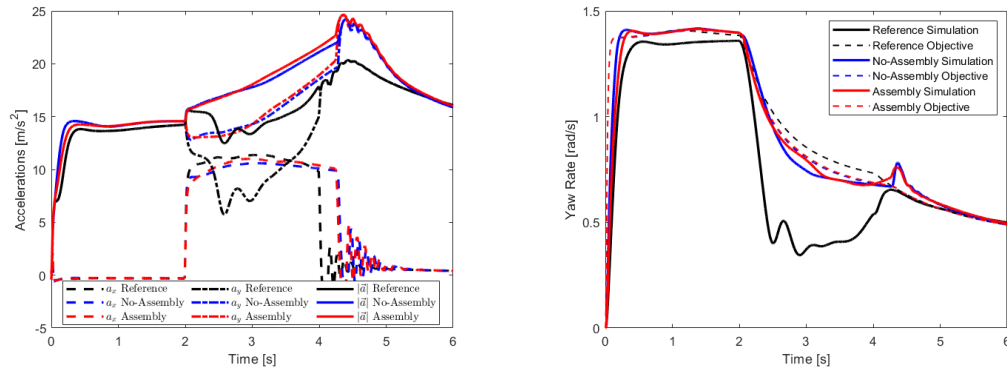 25
20
15
10
5
0
-5
Accelerations [m/s²]
a_x Reference a_y Reference |a⃗| Reference
a_x No-Assembly a_y No-Assembly |a⃗| No-Assembly
a_x Assembly a_y Assembly |a⃗| Assembly
0 1 2 3 4 5 6
Time [s]
1.5
1
0.5
0
Yaw Rate [rad/s]
Reference Simulation
Reference Objective
No-Assembly Simulation
No-Assembly Objective
Assembly Simulation
Assembly Objective
0 1 2 3 4 5 6
Time [s]